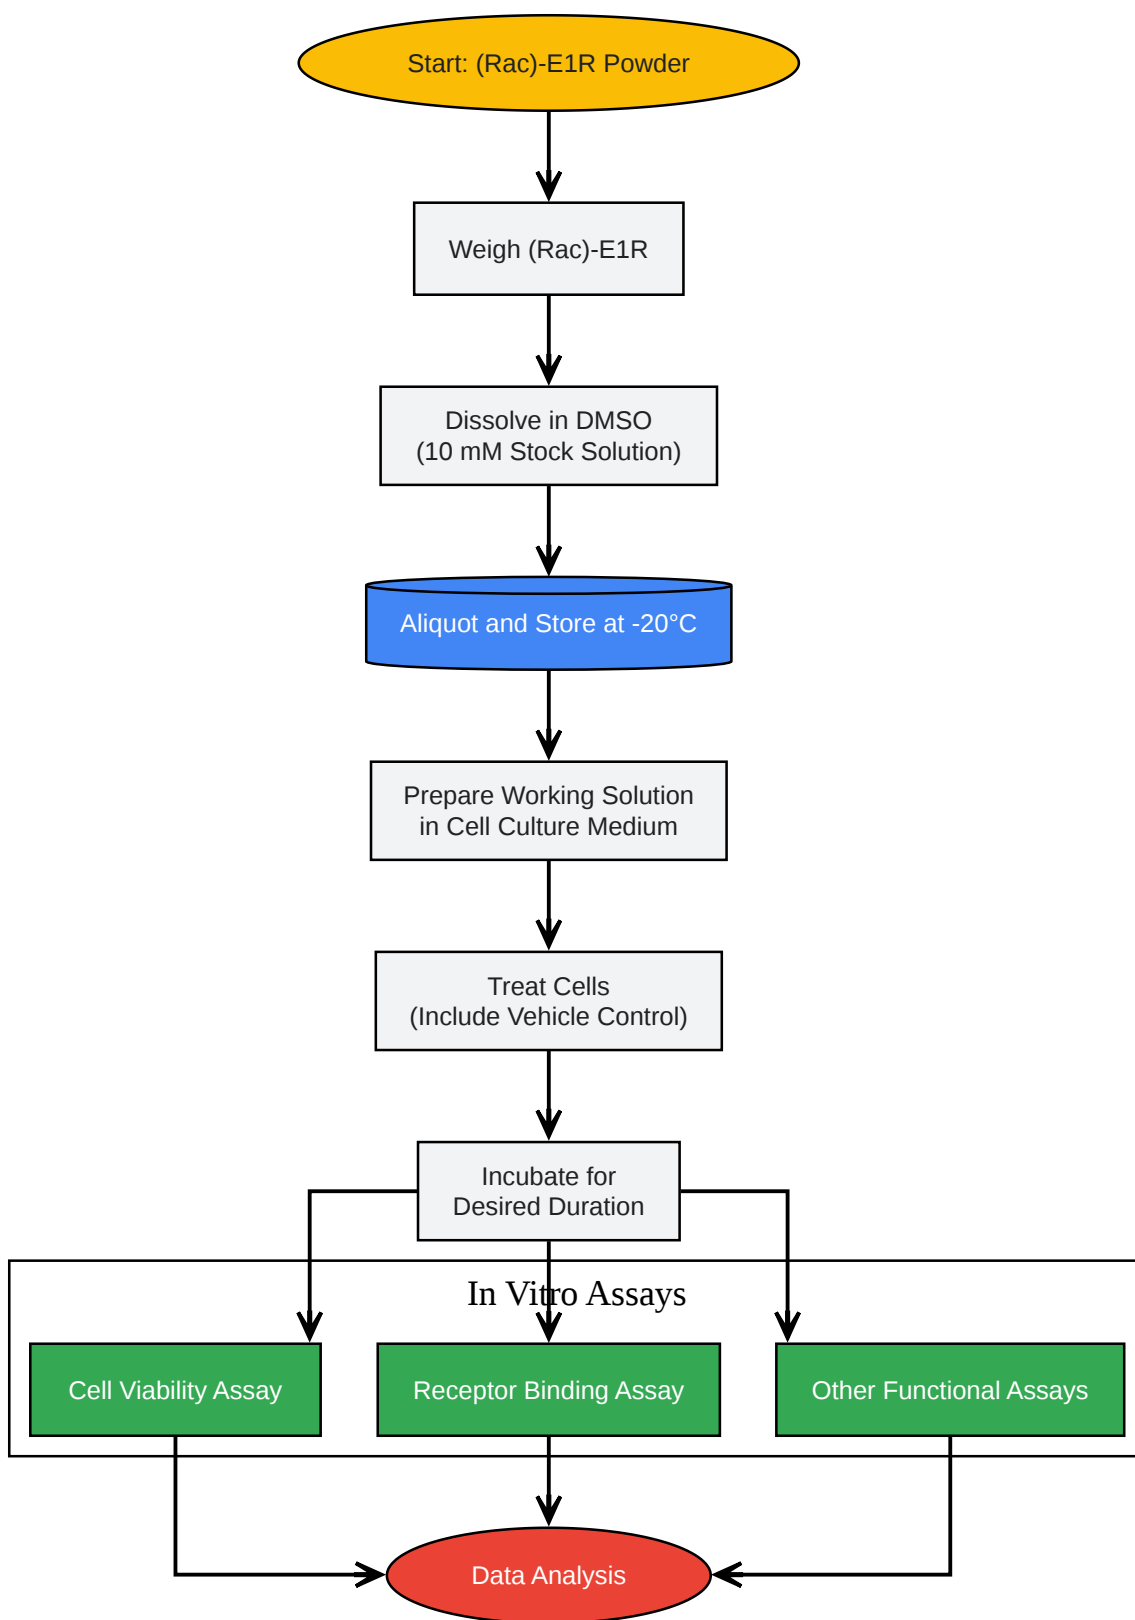 Start: (Rac)-E1R Powder
Weigh (Rac)-E1R
Dissolve in DMSO
(10 mM Stock Solution)
Aliquot and Store at -20°C
Prepare Working Solution
in Cell Culture Medium
Treat Cells
(Include Vehicle Control)
Incubate for
Desired Duration
In Vitro Assays
Cell Viability Assay
Receptor Binding Assay
Other Functional Assays
Data Analysis